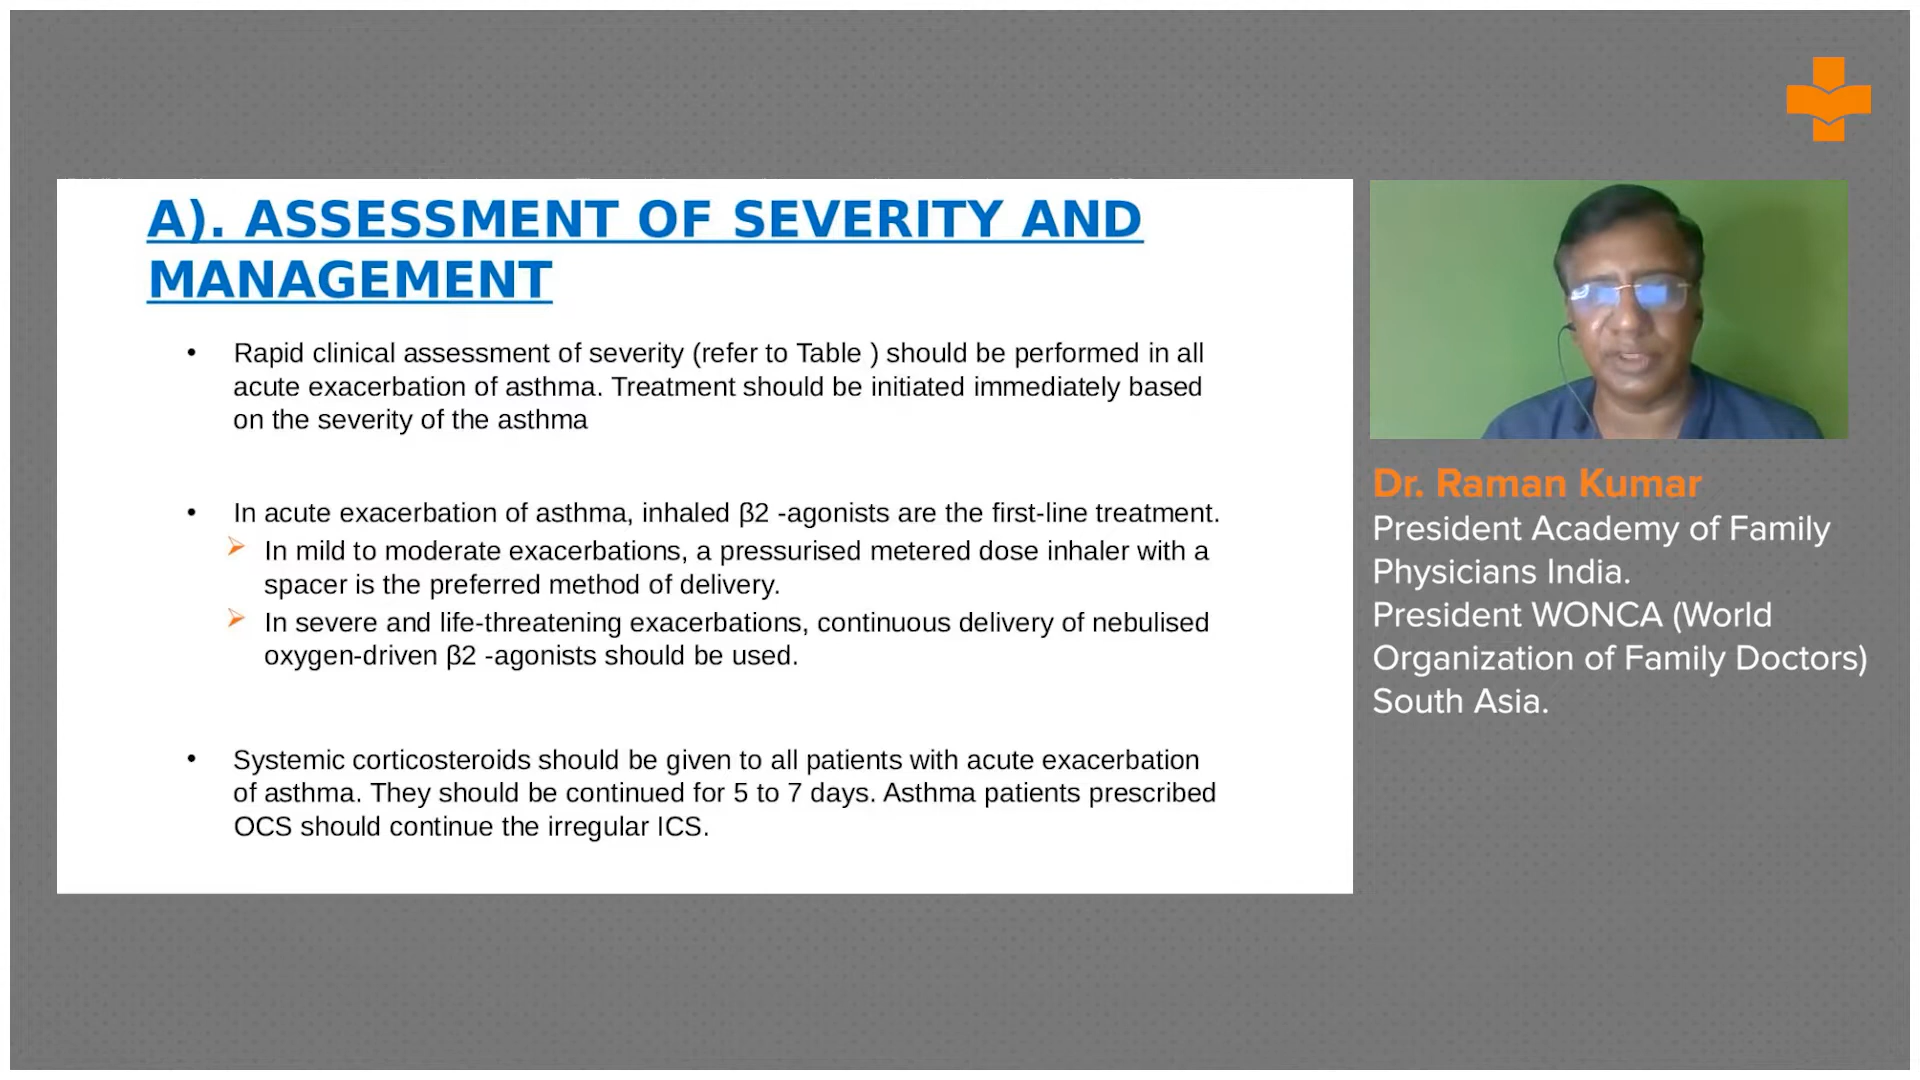 A). ASSESSMENT OF SEVERITY AND
MANAGEMENT
• Rapid clinical assessment of severity (refer to Table ) should be performed in all
acute exacerbation of asthma. Treatment should be initiated immediately based
on the severity of the asthma
• In acute exacerbation of asthma, inhaled β2 -agonists are the first-line treatment.
➢ In mild to moderate exacerbations, a pressurised metered dose inhaler with a
spacer is the preferred method of delivery.
➢ In severe and life-threatening exacerbations, continuous delivery of nebulised
oxygen-driven β2 -agonists should be used.
• Systemic corticosteroids should be given to all patients with acute exacerbation
of asthma. They should be continued for 5 to 7 days. Asthma patients prescribed
OCS should continue the irregular ICS.
Dr. Raman Kumar
President Academy of Family
Physicians India.
President WONCA (World
Organization of Family Doctors)
South Asia.